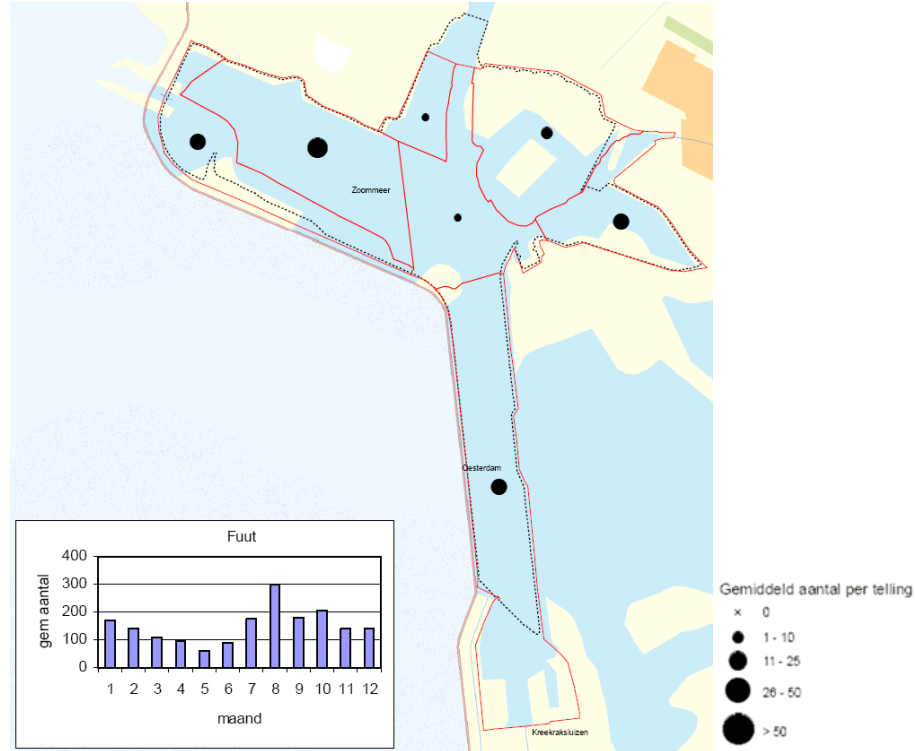 Zoommeer
Oesterdam
Kreekraksluizen
Fuut
gem aantal
400
300
200
100
0
1 2 3 4 5 6 7 8 9 10 11 12
maand
Gemiddeld aantal per telling
× 0
1 - 10
11 - 25
26 - 50
> 50